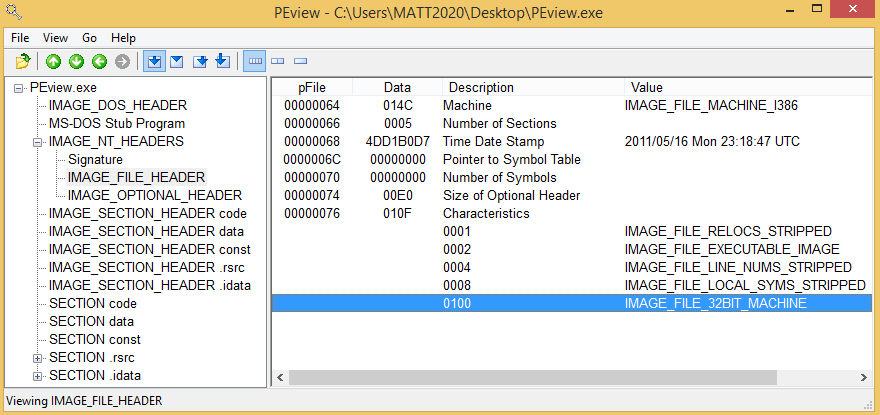 PEview - C:\Users\MATT2020\Desktop\PEview.exe
File View Go Help
PEview.exe
IMAGE_DOS_HEADER
MS-DOS Stub Program
IMAGE_NT_HEADERS
Signature
IMAGE_FILE_HEADER
IMAGE_OPTIONAL_HEADER
IMAGE_SECTION_HEADER code
IMAGE_SECTION_HEADER data
IMAGE_SECTION_HEADER const
IMAGE_SECTION_HEADER .rsrc
IMAGE_SECTION_HEADER .idata
SECTION code
SECTION data
SECTION const
SECTION .rsrc
SECTION .idata
pFile Data Description Value
00000064 014C Machine IMAGE_FILE_MACHINE_I386
00000066 0005 Number of Sections
00000068 4DD1B0D7 Time Date Stamp 2011/05/16 Mon 23:18:47 UTC
0000006C 00000000 Pointer to Symbol Table
00000070 00000000 Number of Symbols
00000074 00E0 Size of Optional Header
00000076 010F Characteristics
0001 IMAGE_FILE_RELOCS_STRIPPED
0002 IMAGE_FILE_EXECUTABLE_IMAGE
0004 IMAGE_FILE_LINE_NUMS_STRIPPED
0008 IMAGE_FILE_LOCAL_SYMS_STRIPPED
0100 IMAGE_FILE_32BIT_MACHINE
Viewing IMAGE_FILE_HEADER